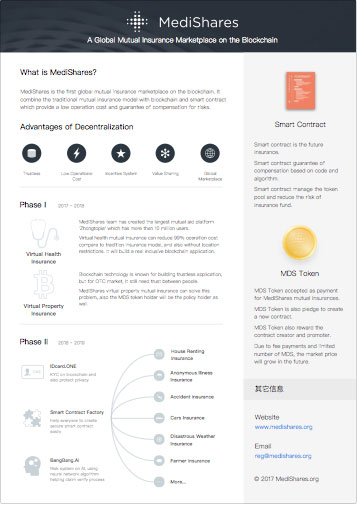 MediShares
A Global Mutual Insurance Marketplace on the Blockchain
What is MediShares?
MediShares is the first global mutual insurance marketplace on the blockchain. It
combine the traditional mutual insurance model with blockchain and smart contract
which provide a low operation cost and guarantee of compensation for risks.
Advantages of Decentralization
Trustless
Low Operational
Cost
Incentive System
Value Sharing
Global
Marketplace
Phase I
2017 - 2018
Virtual Health
Insurance
MediShares team has created the largest mutual aid platform
'Zhongtopia' which has more than 10 million users.
Virtual health mutual insurance can reduce 90% operation cost
compare to tradition insurance model, and also without location
restrictions. It will build a real inclusive blockchain application.
Virtual Property
Insurance
Blockchain technology is known for building trustless application,
but for OTC market, it still need trust between people.
MediShares virtual property mutual insurance can solve this
problem, also the MDS token holder will be the policy holder as
well.
Phase Ii
2018 - 2019
IDcard.ONE
KYC on blockchain and
also protect privacy
Smart Contract Factory
Help everyone to create
secure smart contract
easily
BangBang.AI
Risk system on AI, using
neural network algorithm
helping claim verify process
House Renting
Insurance
Anonymous Illness
Insurance
Accident Insurance
Cars Insurance
Disastrous Weather
Insurance
Farmer Insurance
More...
Smart Contract
Smart contract is the future
insurance.
Smart contract guarantee of
compensation based on code and
algorithm.
Smart contract manage the token
pool and reduce the risk of
insurance fund.
MDS Token
MDS Token accepted as payment
for MediShares mutual insurances.
MDS Token is also pledge to create
a new contract.
MDS Token also reward the
contract creator and promoter.
Due to fee payments and limited
number of MDS, the market price
will grow in the future.
其它信息
Website
www.medishares.org
Email
reg@medishares.org
© 2017 MediShares.org